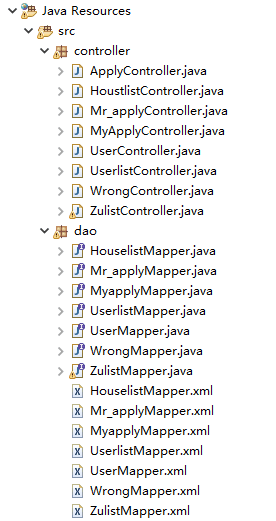 Java Resources
src
controller
ApplyController.java
HoustlistController.java
Mr_applyController.java
MyApplyController.java
UserController.java
UserlistController.java
WrongController.java
ZulistController.java
dao
HouselistMapper.java
Mr_applyMapper.java
MyapplyMapper.java
UserlistMapper.java
UserMapper.java
WrongMapper.java
ZulistMapper.java
HouselistMapper.xml
Mr_applyMapper.xml
MyapplyMapper.xml
UserlistMapper.xml
UserMapper.xml
WrongMapper.xml
ZulistMapper.xml